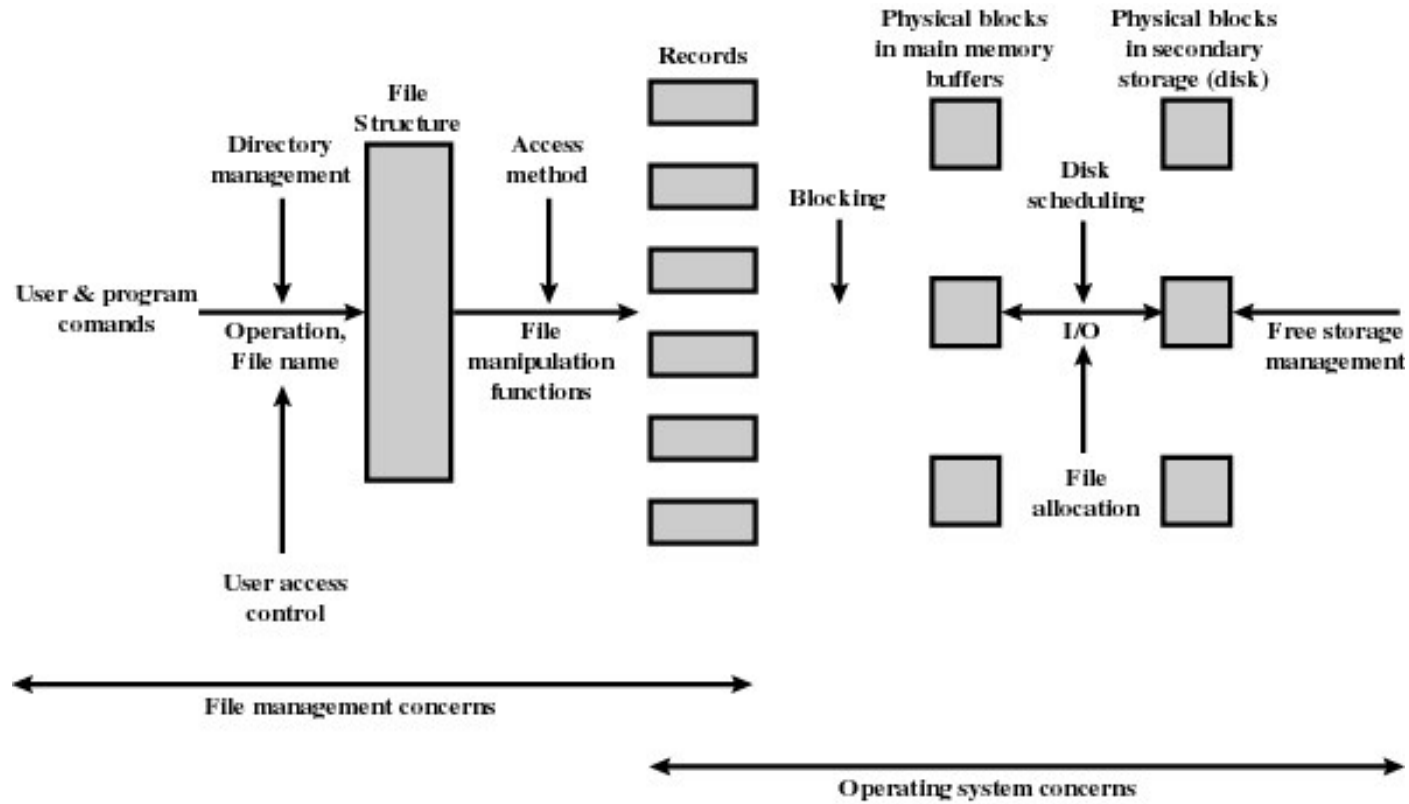 Physical blocks
in main memory
buffers
Physical blocks
in secondary
storage (disk)
Records
File
Structure
Directory
management
Access
method
Blocking
Disk
scheduling
User & program
comands
Operation,
File name
File
manipulation
functions
I/O
Free storage
management
File
allocation
User access
control
File management concerns
Operating system concerns